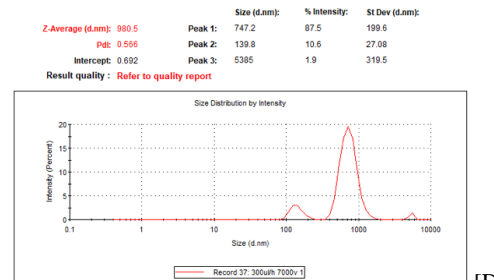 Size (d.nm): % Intensity: St Dev (d.nm):
Z-Average (d.nm): 980.5 Peak 1: 747.2 87.5 199.6
PdI: 0.566 Peak 2: 139.8 10.6 27.08
Intercept: 0.692 Peak 3: 5385 1.9 319.5
Result quality : Refer to quality report
Size Distribution by Intensity
Intensity (Percent)
20
15
10
5
0
0.1 1 10 100 1000 10000
Size (d.nm)
Record 37: 300ul/h 7000v 1